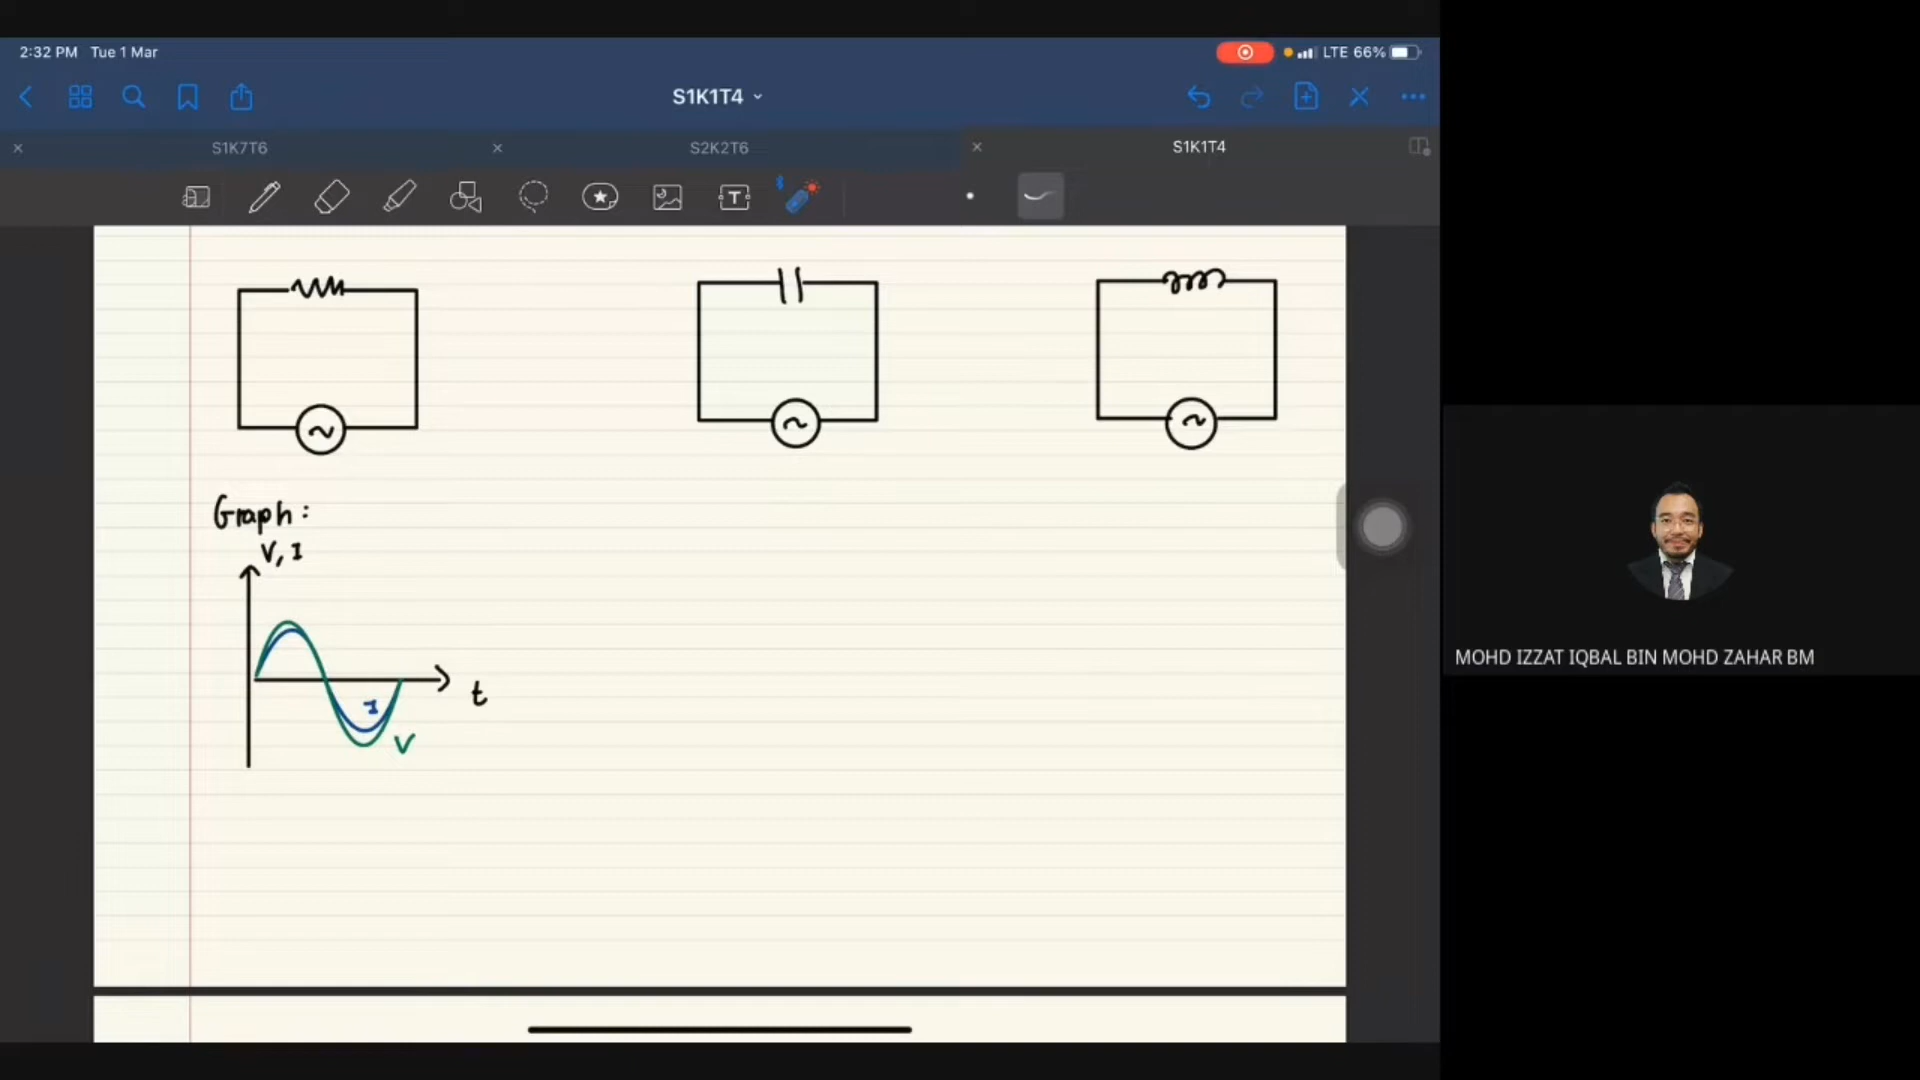 2:32 PM Tue 1 Mar
LTE 66%
S1K1T4
S1K7T6
S2K2T6
S1K1T4
T
Graph:
V, I
t
I
V
MOHD IZZAT IQBAL BIN MOHD ZAHAR BM